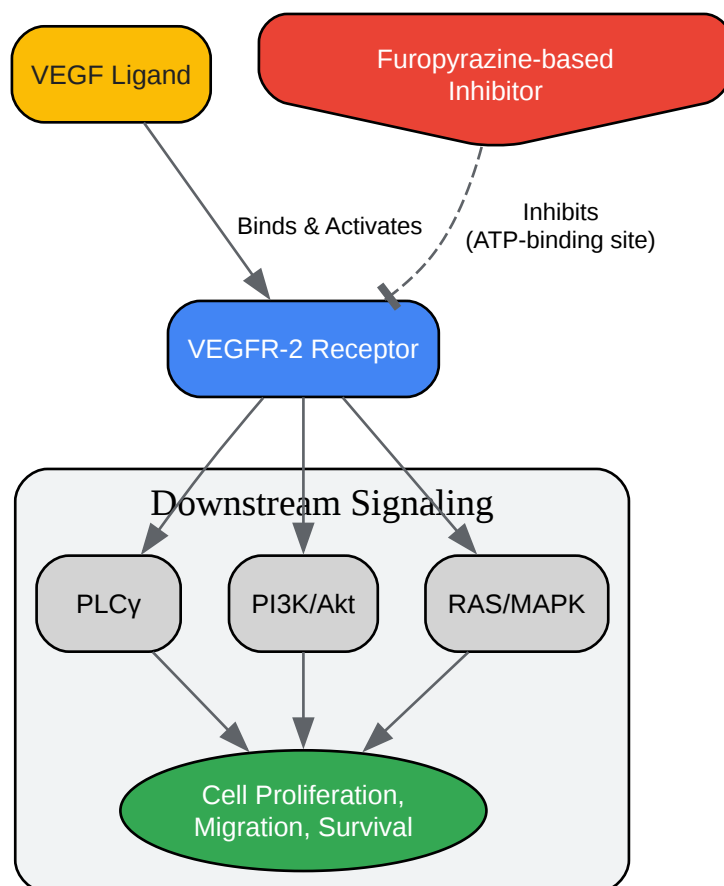 VEGF Ligand
Furopyrazine-based
Inhibitor
Binds & Activates
Inhibits
(ATP-binding site)
VEGFR-2 Receptor
Downstream Signaling
PLCγ
PI3K/Akt
RAS/MAPK
Cell Proliferation,
Migration, Survival